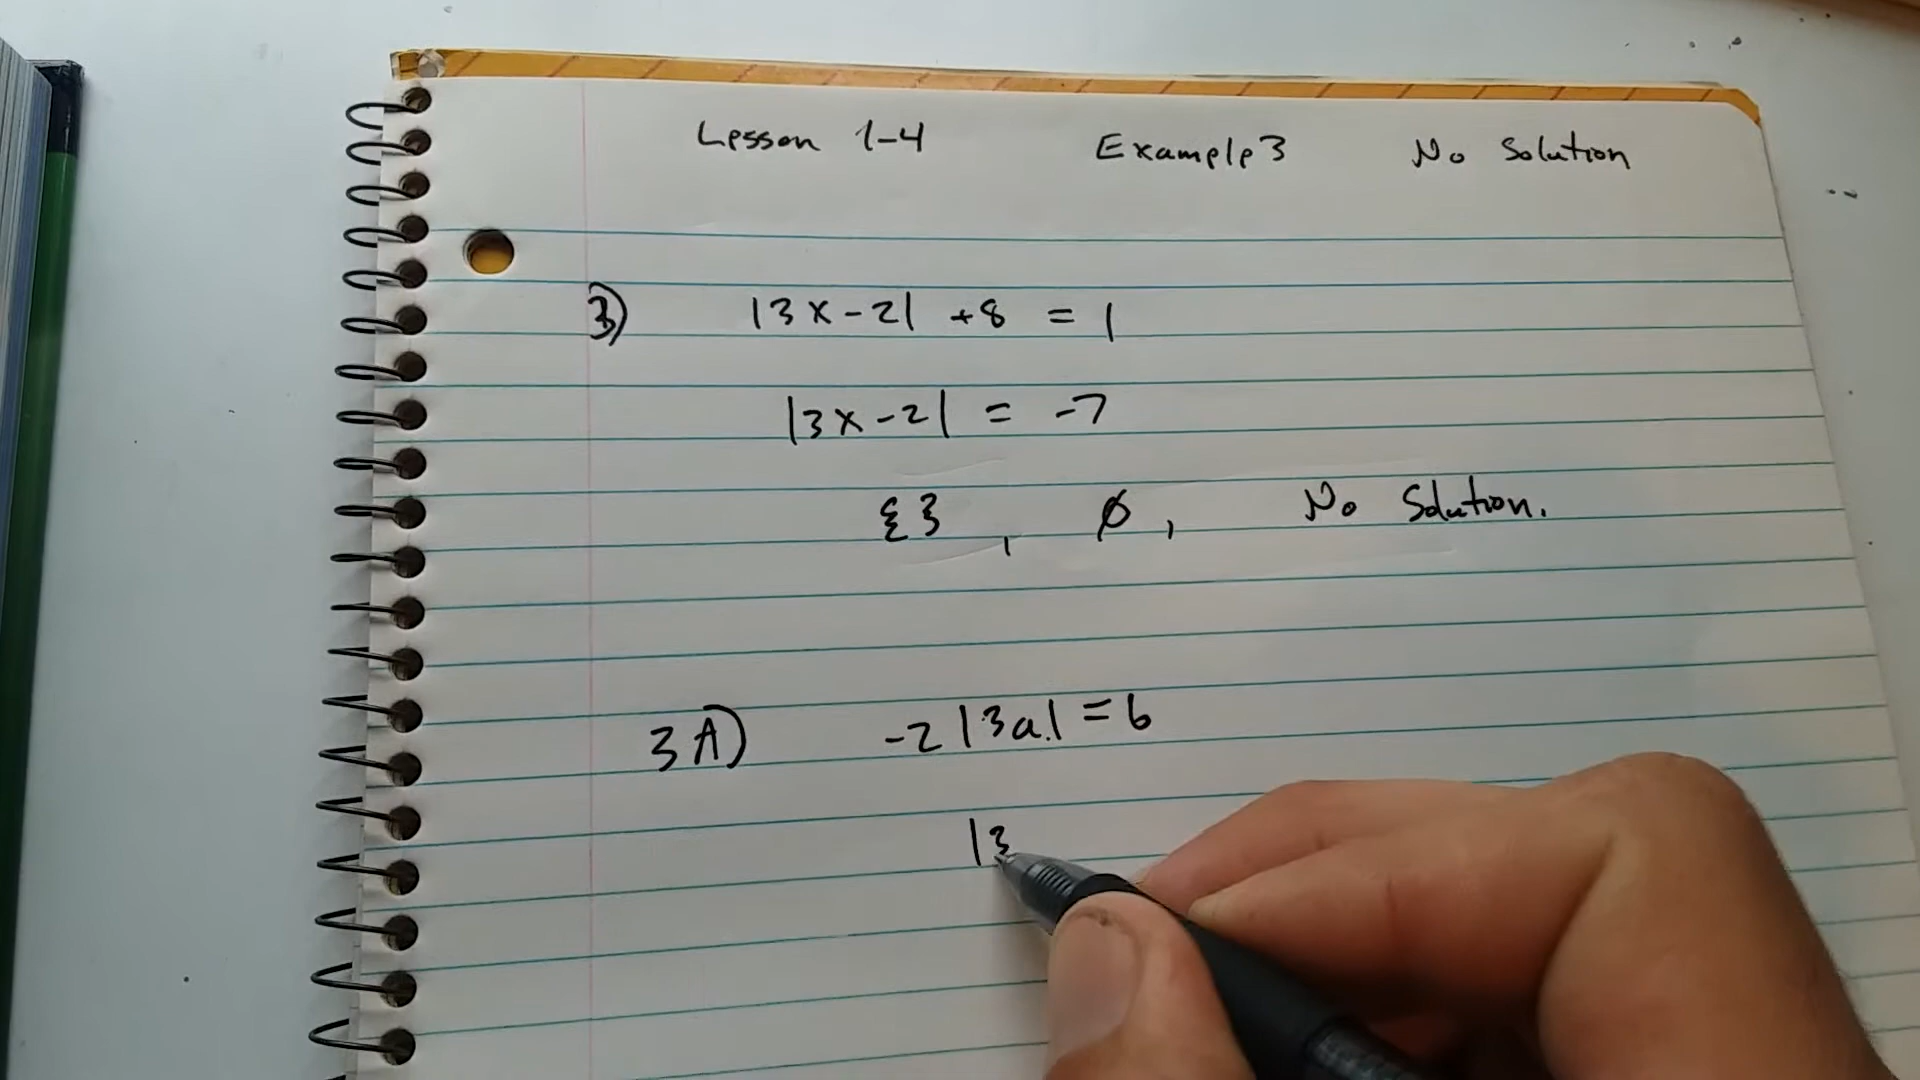 Lesson 1-4 Example 3 No Solution
3) |3x-2| +8 = 1
|3x-2| = -7
{ } , ∅ , No Solution.
3A) -2|3a| = 6
|3